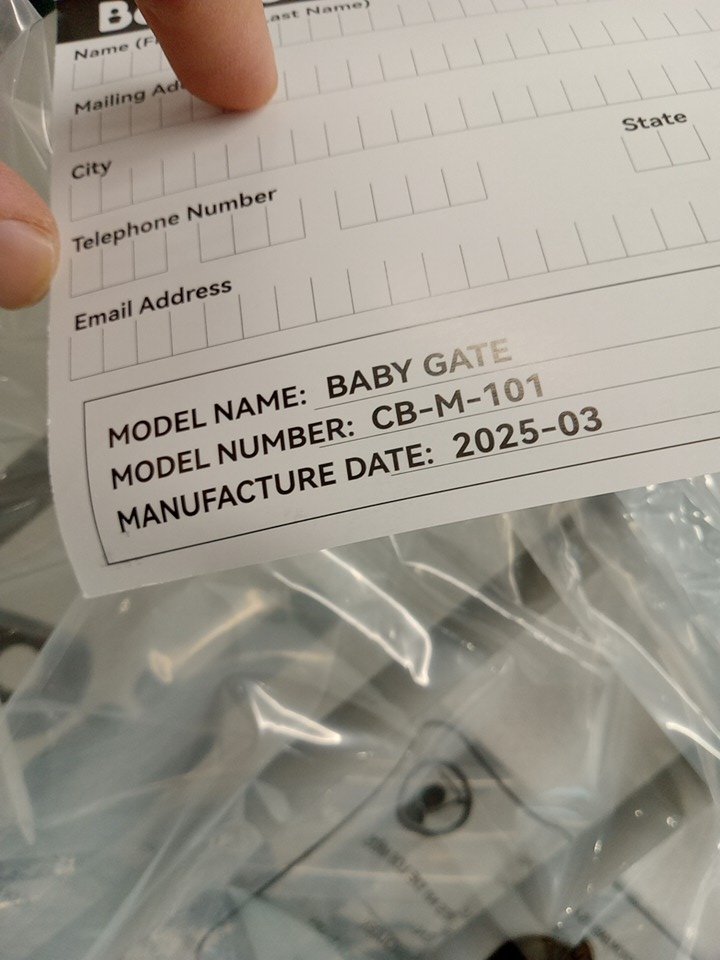 Name (F Last Name)
Mailing Ad
City
State
Telephone Number
Email Address
MODEL NAME: BABY GATE
MODEL NUMBER: CB-M-101
MANUFACTURE DATE: 2025-03